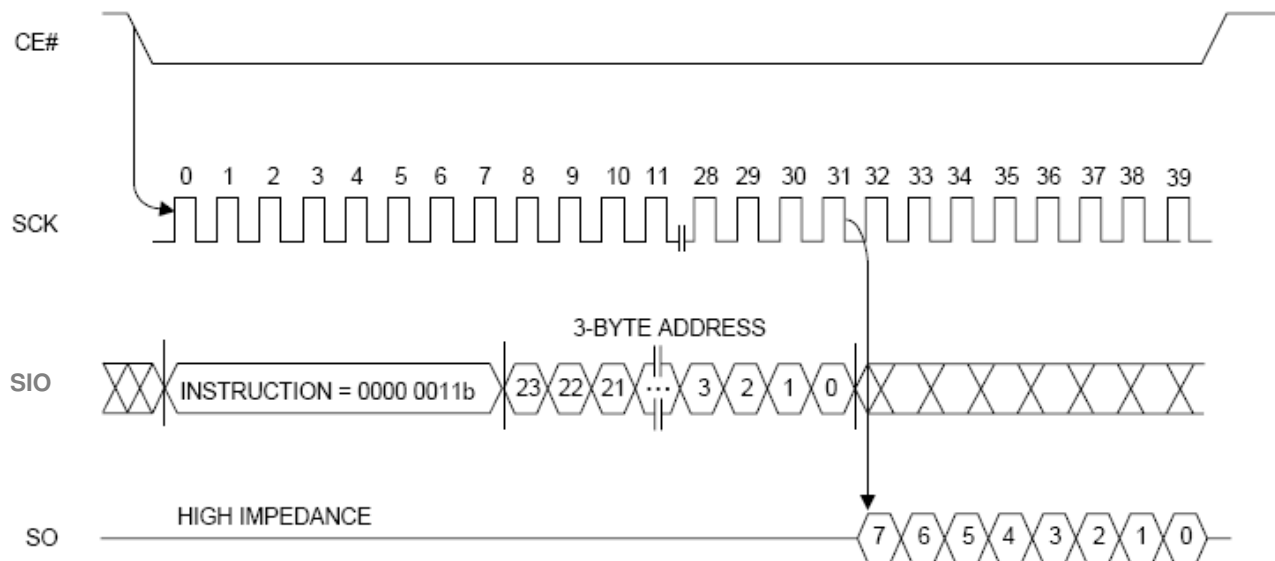 CE#
0 1 2 3 4 5 6 7 8 9 10 11 28 29 30 31 32 33 34 35 36 37 38 39
SCK
3-BYTE ADDRESS
SIO INSTRUCTION = 0000 0011b 23 22 21 ... 3 2 1 0
HIGH IMPEDANCE
SO 7 6 5 4 3 2 1 0